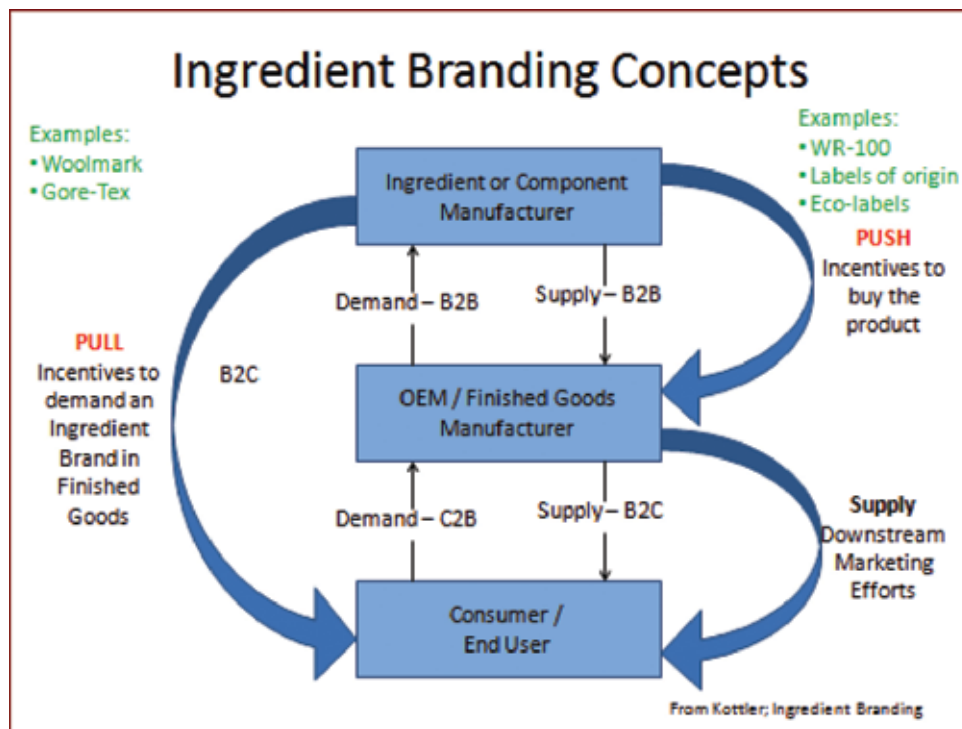 Ingredient Branding Concepts
Examples:
• Woolmark
• Gore-Tex
Examples:
• WR-100
• Labels of origin
• Eco-labels
Ingredient or Component
Manufacturer
PUSH
Incentives to
buy the
product
Demand – B2B
Supply – B2B
PULL
Incentives to
demand an
Ingredient
Brand in
Finished
Goods
B2C
OEM / Finished Goods
Manufacturer
Demand – C2B
Supply – B2C
Supply
Downstream
Marketing
Efforts
Consumer /
End User
From Kottler; Ingredient Branding